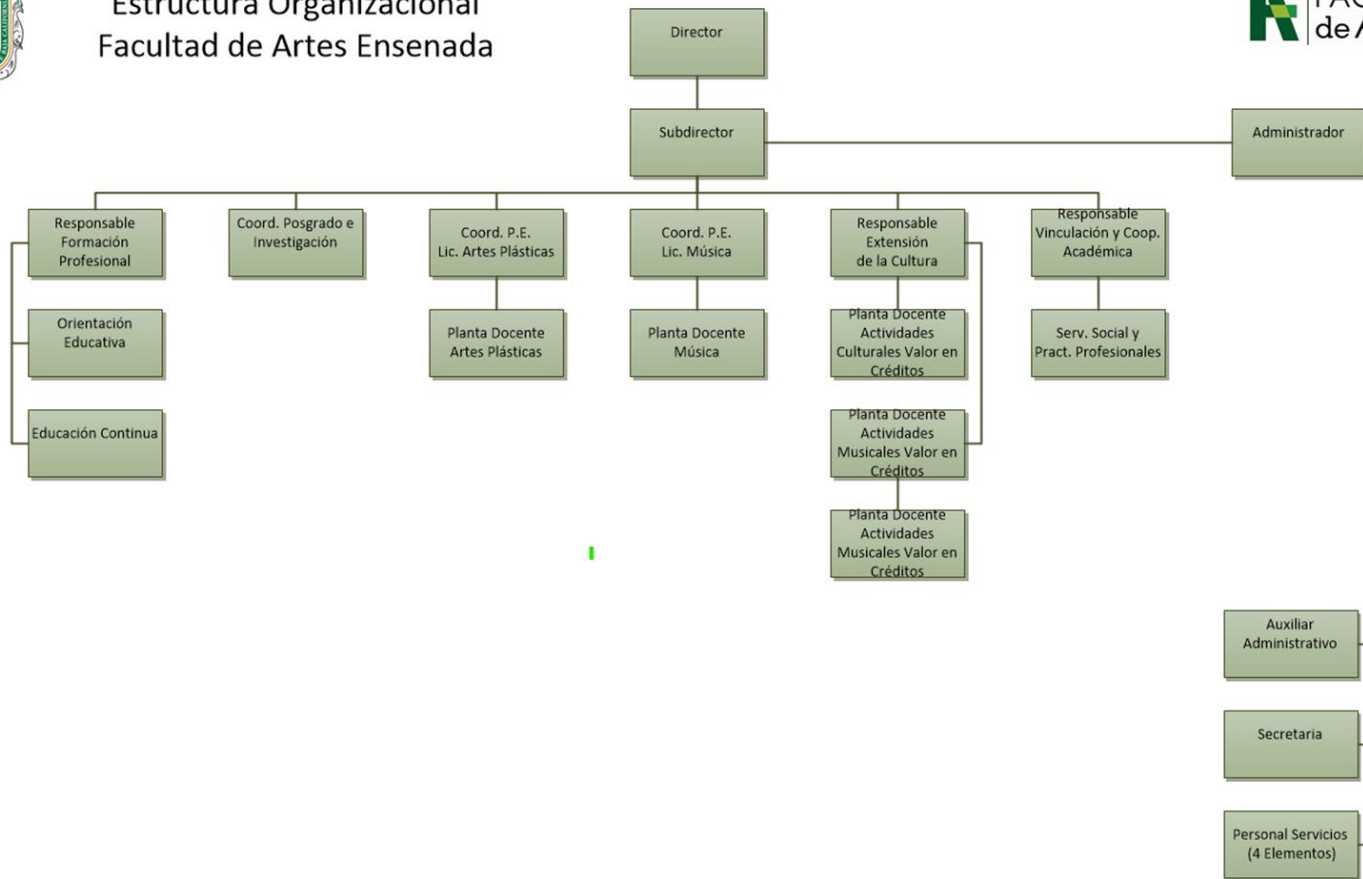 Estructura Organizacional
Facultad de Artes Ensenada
de
Director
Subdirector
Administrador
Responsable
Formación
Profesional
Coord. Posgrado e
Investigación
Coord. P.E.
Lic. Artes Plásticas
Coord. P.E.
Lic. Música
Responsable
Extensión
de la Cultura
Responsable
Vinculación y Coop.
Académica
Orientación
Educativa
Planta Docente
Artes Plásticas
Planta Docente
Música
Planta Docente
Actividades
Culturales Valor en
Créditos
Serv. Social y
Pract. Profesionales
Educación Continua
Planta Docente
Actividades
Musicales Valor en
Créditos
Planta Docente
Actividades
Musicales Valor en
Créditos
Auxiliar
Administrativo
Secretaria
Personal Servicios
(4 Elementos)